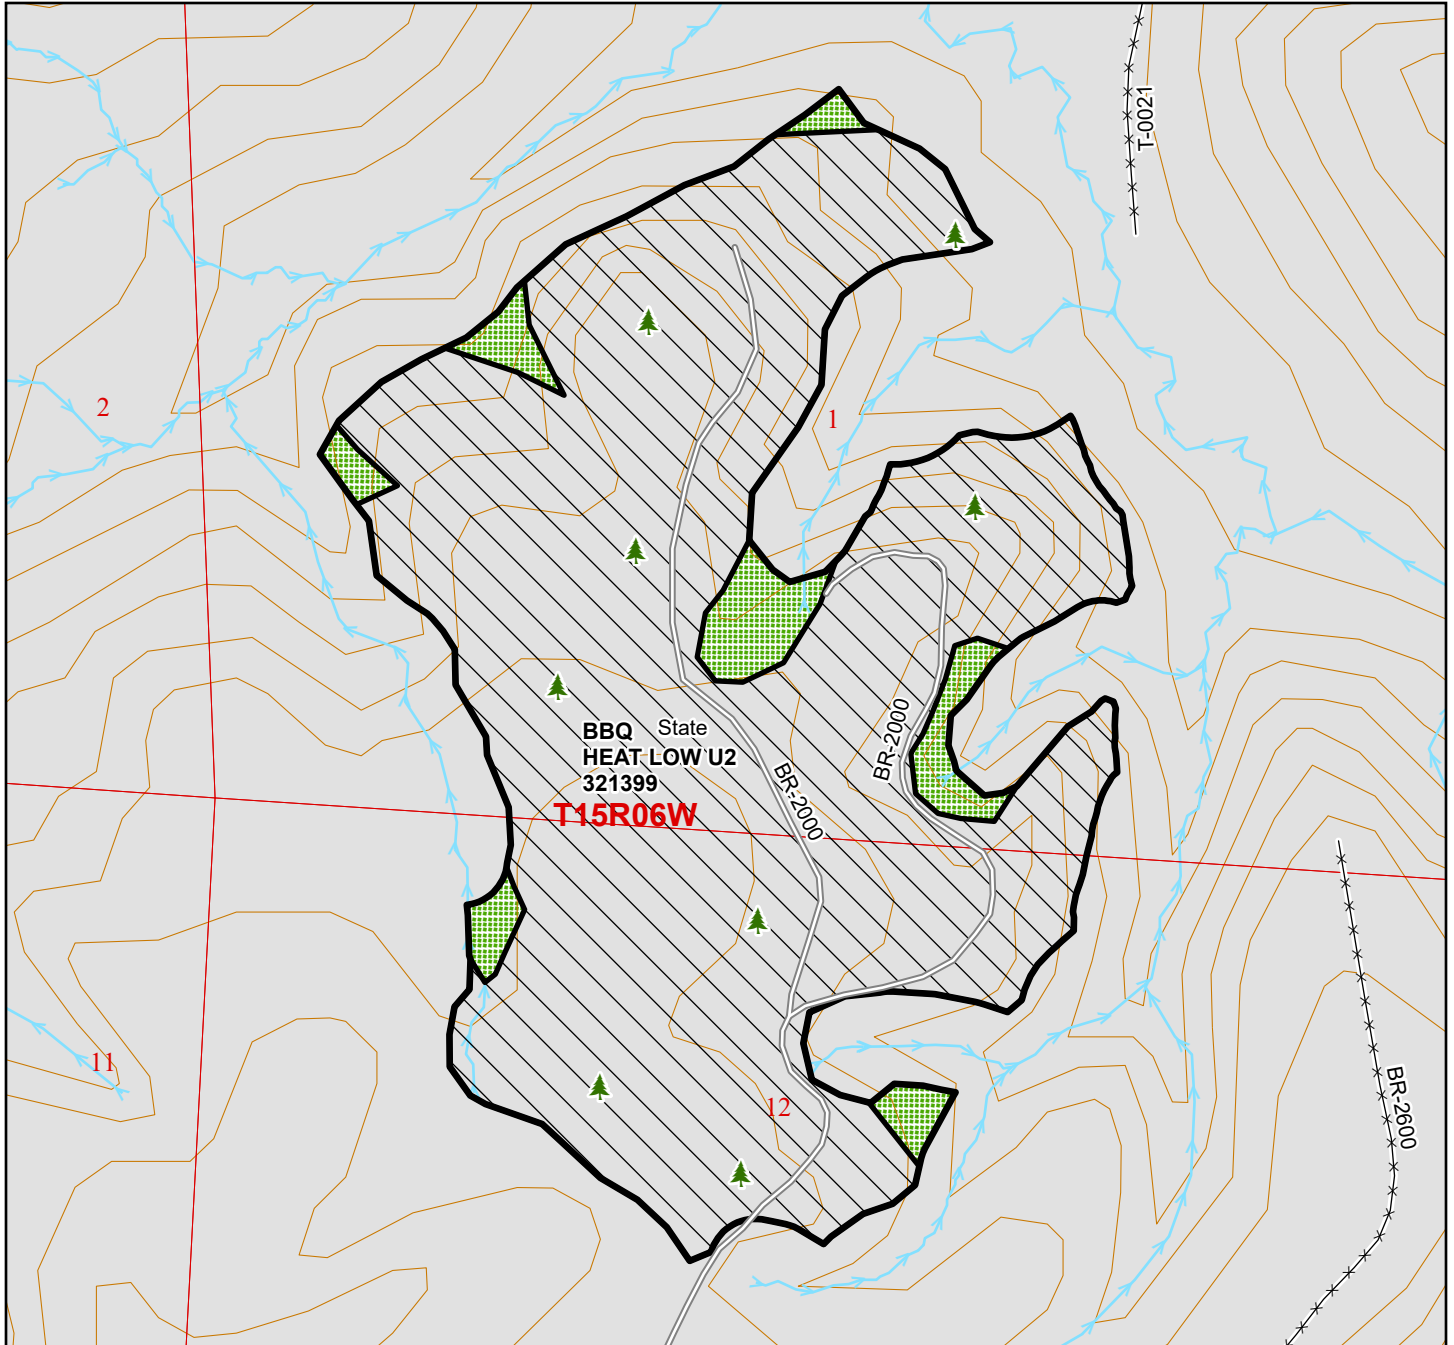 T-0021
2
1
BR-2000
BBQ State
HEAT LOW U2
321399
BR-2000
T15R06W
11
12
BR-2600